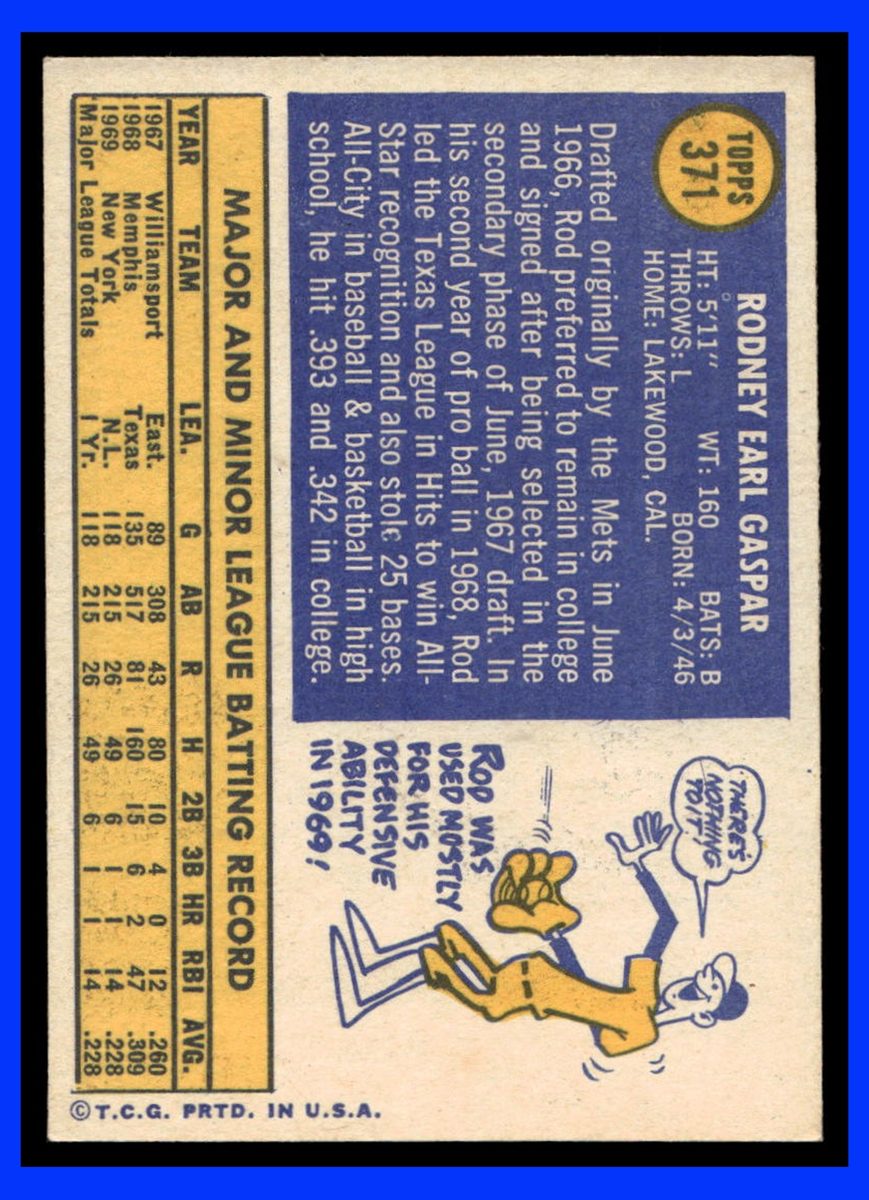 TOPPS
371
RODNEY EARL GASPAR
HT: 5'11" WT: 160 BATS: B
THROWS: L BORN: 4/3/46
HOME: LAKEWOOD, CAL.
Drafted originally by the Mets in June
1966, Rod preferred to remain in college
and signed after being selected in the
secondary phase of June, 1967 draft. In
his second year of pro ball in 1968, Rod
led the Texas League in Hits to win All-
Star recognition and also stole 25 bases.
All-City in baseball & basketball in high
school, he hit .393 and .342 in college.
THERE'S
NOTHING
TO IT!
ROD WAS
USED MOSTLY
FOR HIS
DEFENSIVE
ABILITY
IN 1969!
MAJOR AND MINOR LEAGUE BATTING RECORD
YEAR TEAM LEA. G AB R H 2B 3B HR RBI AVG.
1967 Williamsport East. 89 308 43 80 10 4 0 12 .260
1968 Memphis Texas 135 517 81 160 15 6 2 47 .309
1969 New York N.L. 118 215 26 49 6 1 1 14 .228
Major League Totals 1 Yr. 118 215 26 49 6 1 1 14 .228
© T.C.G. PRTD. IN U.S.A.